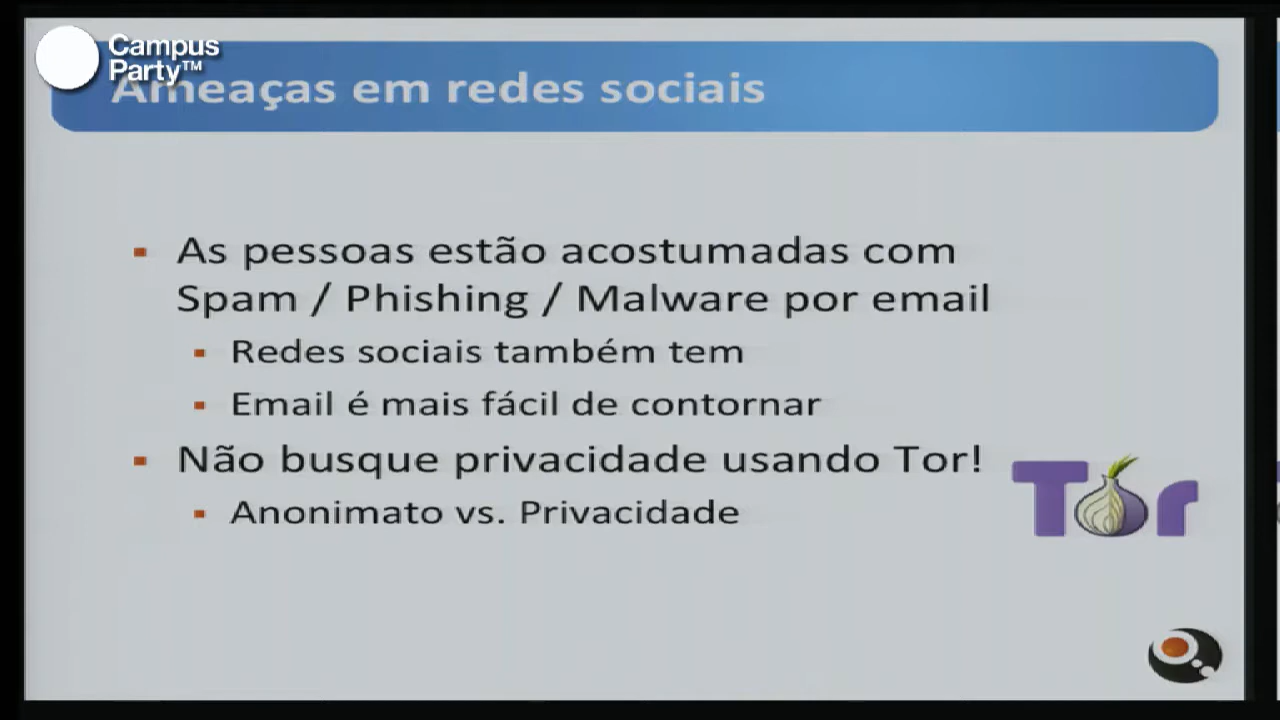 Campus
Party™
Ameaças em redes sociais
As pessoas estão acostumadas com
Spam / Phishing / Malware por email
Redes sociais também tem
Email é mais fácil de contornar
Não busque privacidade usando Tor!
Anonimato vs. Privacidade
Tor